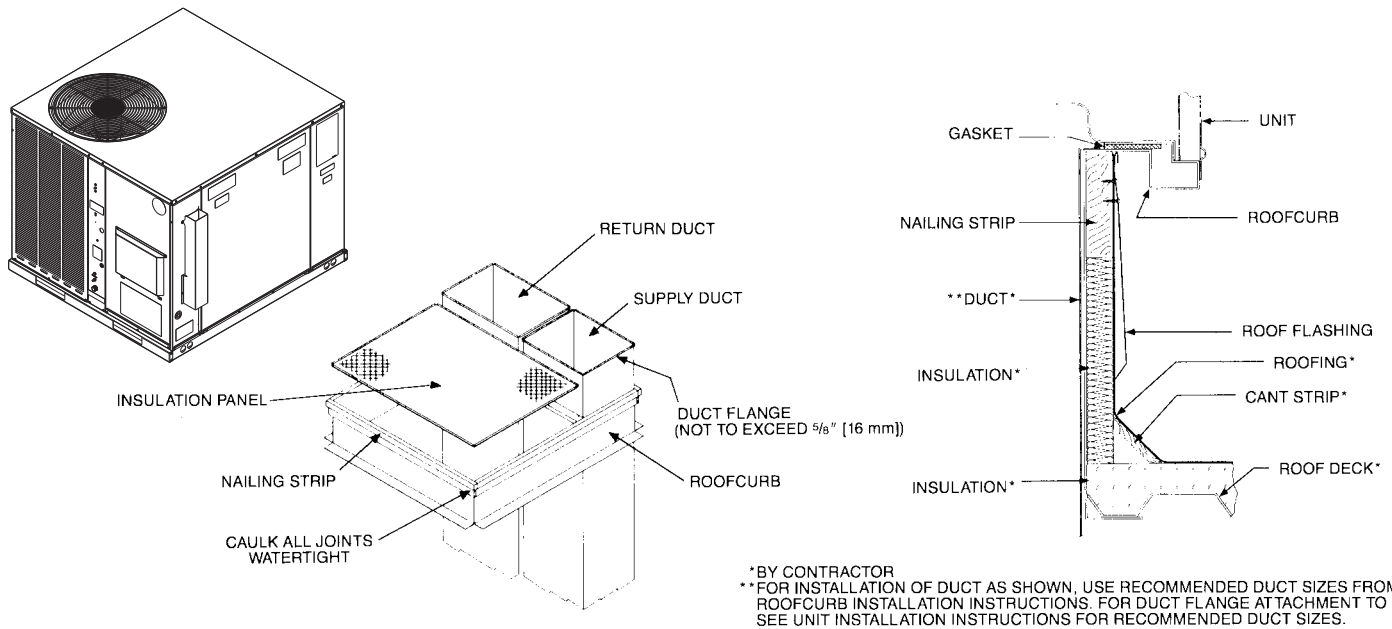 RETURN DUCT
SUPPLY DUCT
INSULATION PANEL
DUCT FLANGE
(NOT TO EXCEED 5/8" [16 mm])
NAILING STRIP
ROOFCURB
CAULK ALL JOINTS
WATERTIGHT
GASKET
UNIT
NAILING STRIP
ROOFCURB
**DUCT*
ROOF FLASHING
ROOFING*
INSULATION*
CANT STRIP*
ROOF DECK*
INSULATION*
*BY CONTRACTOR
**FOR INSTALLATION OF DUCT AS SHOWN, USE RECOMMENDED DUCT SIZES FROM
ROOFCURB INSTALLATION INSTRUCTIONS. FOR DUCT FLANGE ATTACHMENT TO
SEE UNIT INSTALLATION INSTRUCTIONS FOR RECOMMENDED DUCT SIZES.